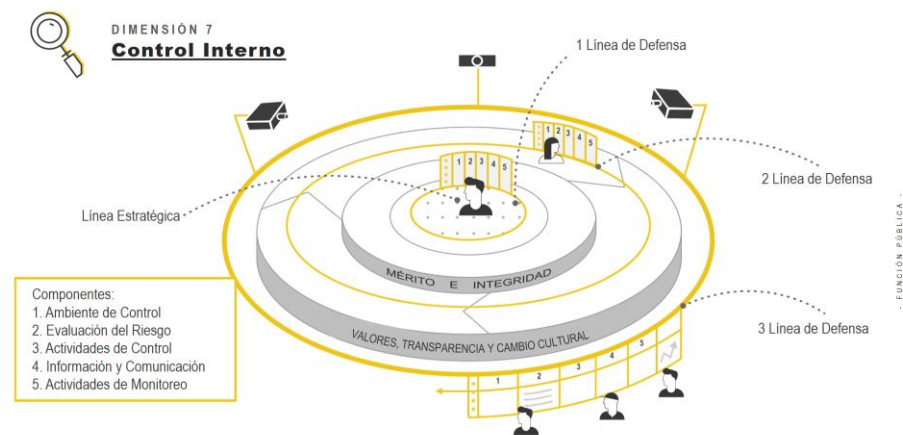 DIMENSIÓN 7
Control Interno
1 Línea de Defensa
1 2 3 4 5
1 2 3 4 5
2 Línea de Defensa
Línea Estratégica
MÉRITO E INTEGRIDAD
VALORES, TRANSPARENCIA Y CAMBIO CULTURAL
3 Línea de Defensa
1 2 3 4 5
Componentes:
1. Ambiente de Control
2. Evaluación del Riesgo
3. Actividades de Control
4. Información y Comunicación
5. Actividades de Monitoreo
· FUNCIÓN PÚBLICA ·